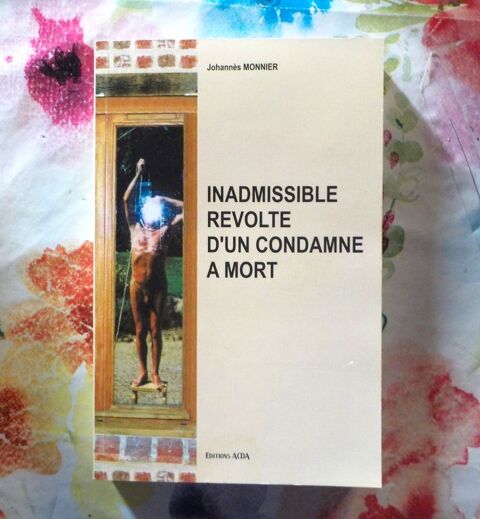 Johannès MONNIER
INADMISSIBLE
REVOLTE
D'UN CONDAMNE
A MORT
EDITIONS ACDA